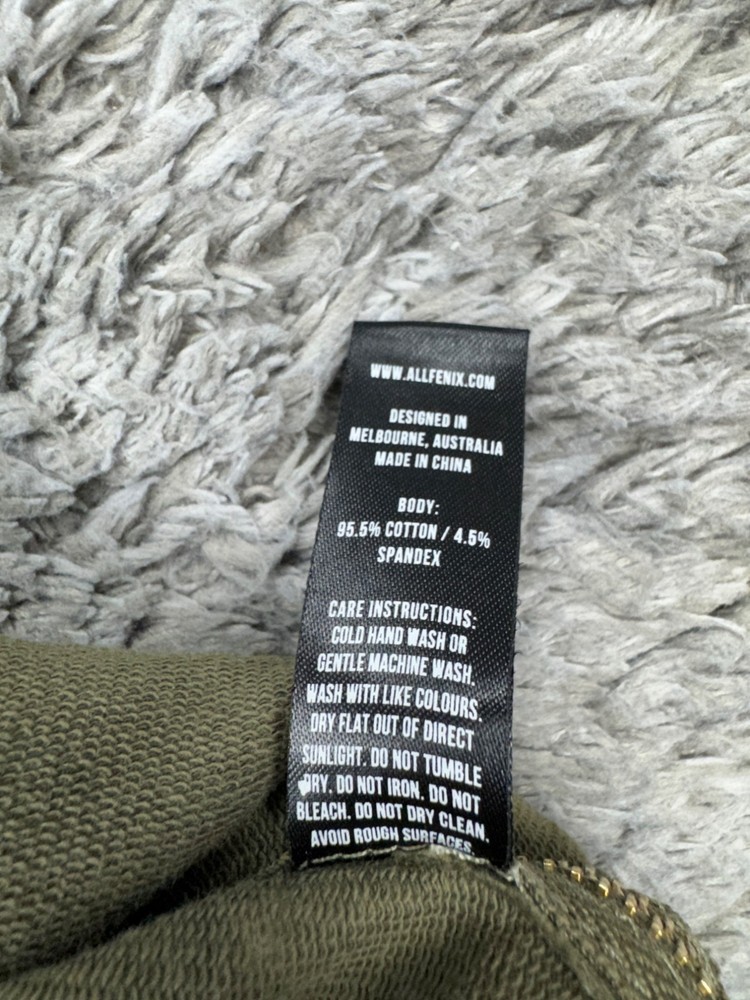 WWW.ALLFENIX.COM
DESIGNED IN
MELBOURNE, AUSTRALIA
MADE IN CHINA
BODY:
95.5% COTTON / 4.5%
SPANDEX
CARE INSTRUCTIONS:
COLD HAND WASH OR
GENTLE MACHINE WASH.
WASH WITH LIKE COLOURS.
DRY FLAT OUT OF DIRECT
SUNLIGHT. DO NOT TUMBLE
DRY. DO NOT IRON. DO NOT
BLEACH. DO NOT DRY CLEAN.
AVOID ROUGH SURFACES.